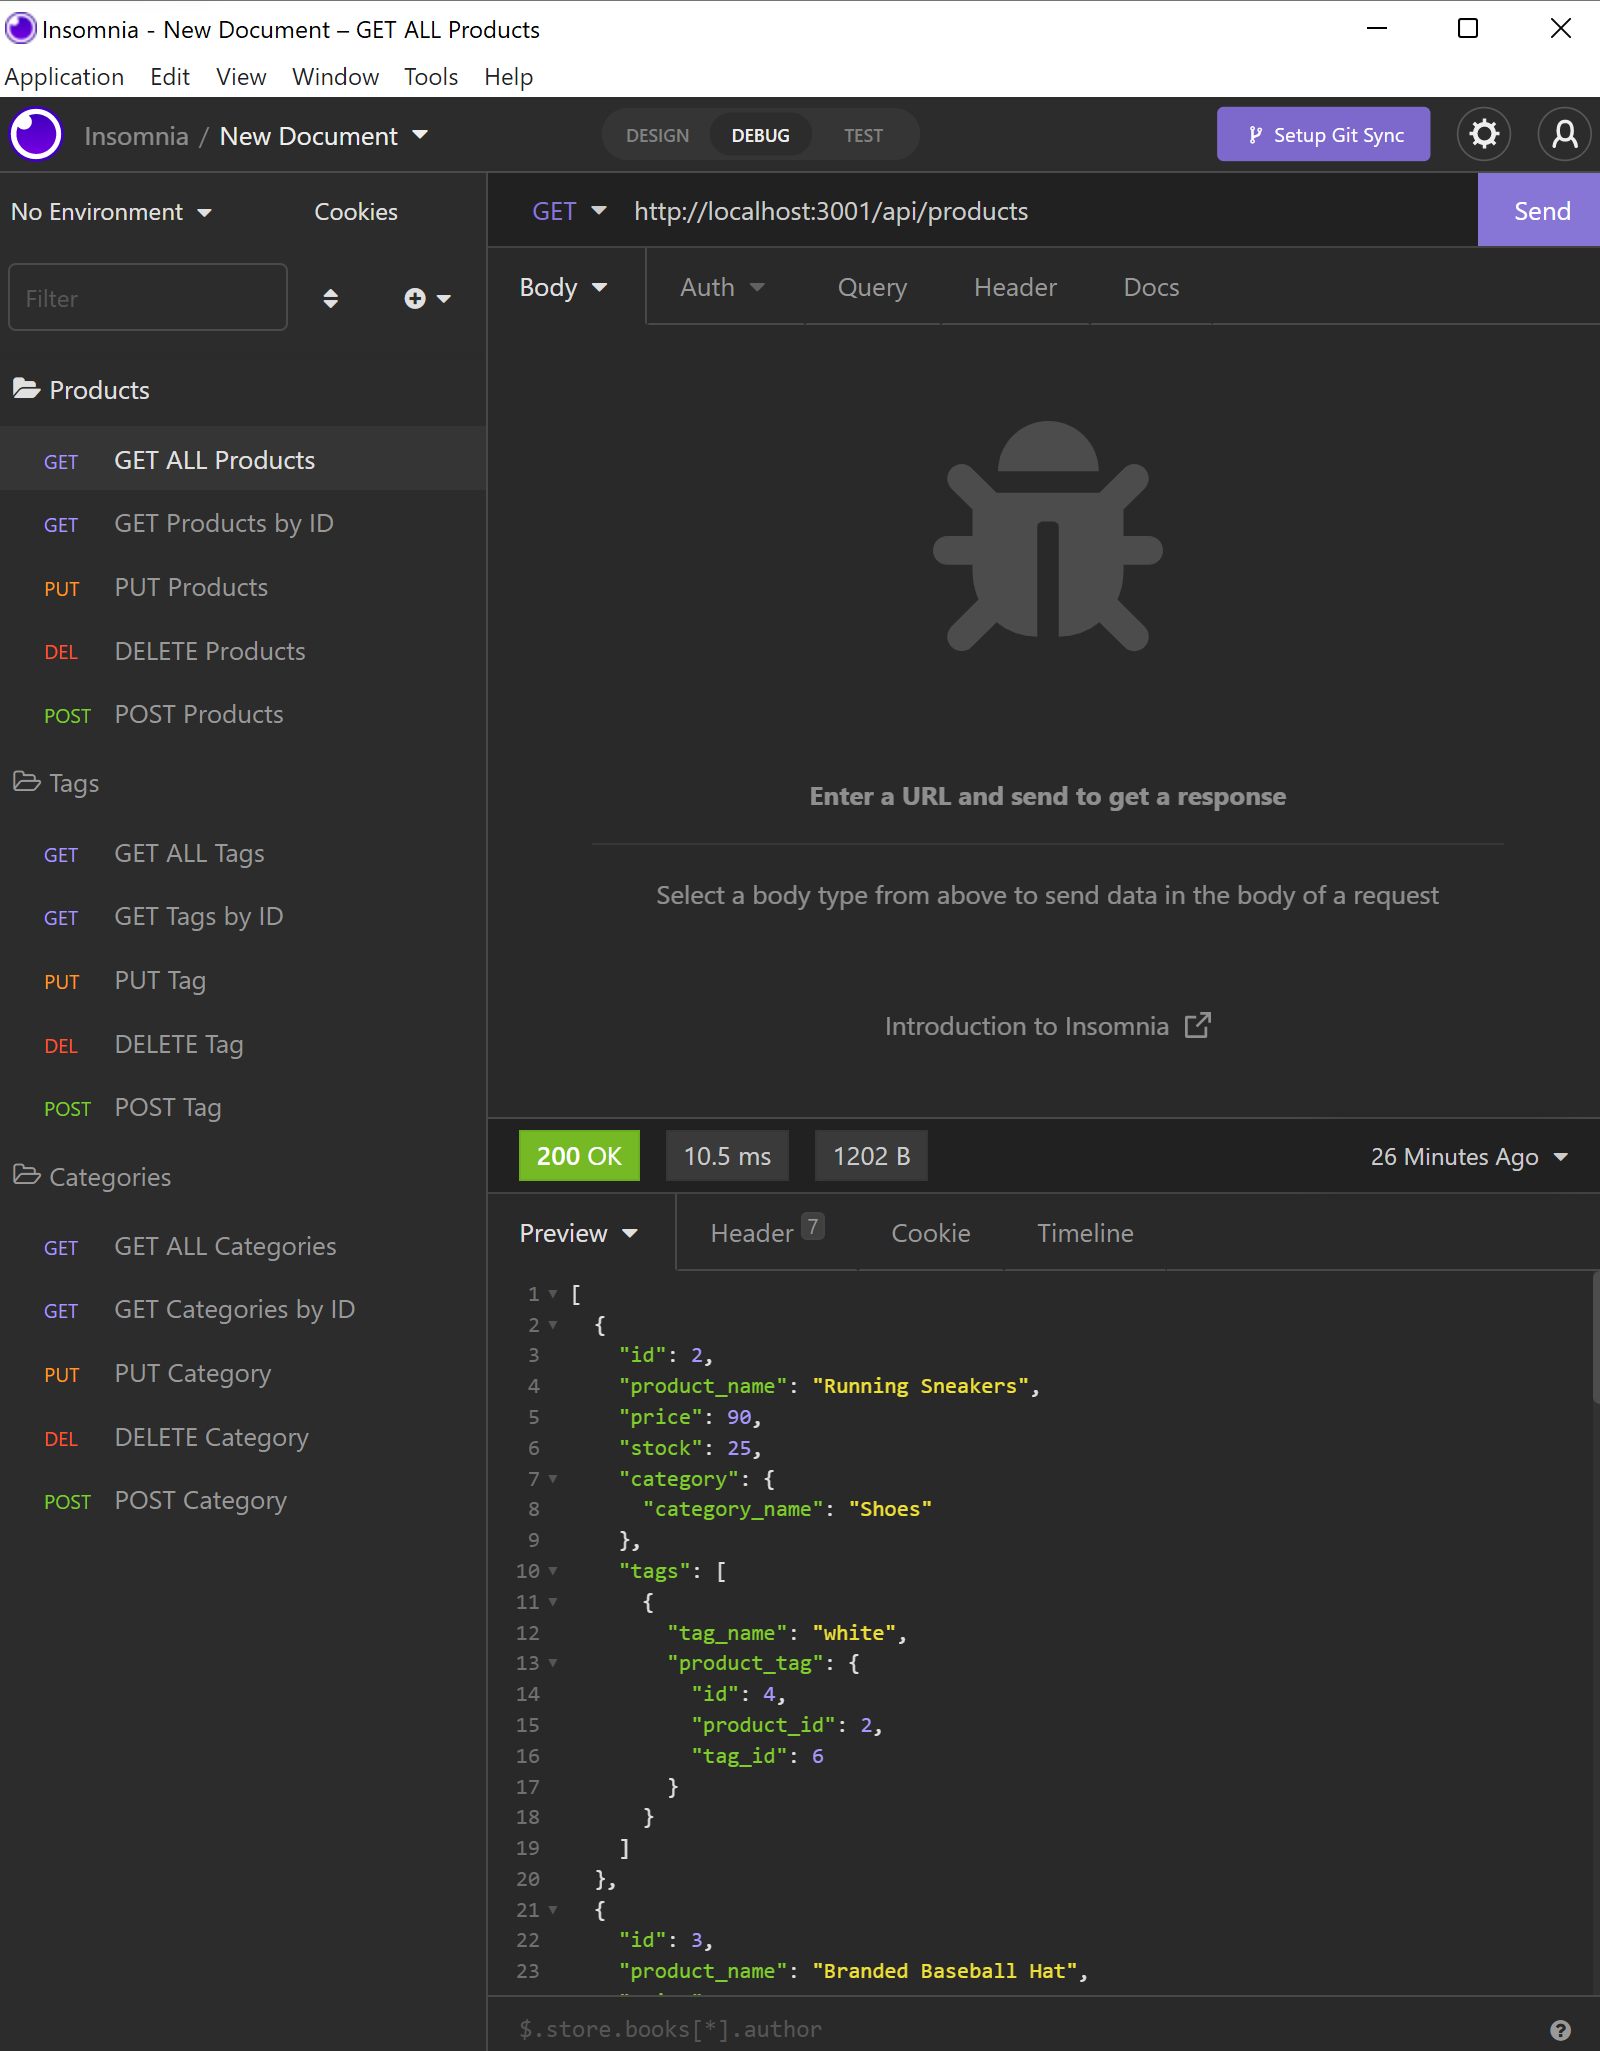 Insomnia - New Document – GET ALL Products
Application Edit View Window Tools Help
Insomnia / New Document
DESIGN DEBUG TEST
Setup Git Sync
No Environment Cookies
GET http://localhost:3001/api/products Send
Filter
Body Auth Query Header Docs
Products
GET GET ALL Products
GET GET Products by ID
PUT PUT Products
DEL DELETE Products
POST POST Products
Tags
GET GET ALL Tags
GET GET Tags by ID
PUT PUT Tag
DEL DELETE Tag
POST POST Tag
Categories
GET GET ALL Categories
GET GET Categories by ID
PUT PUT Category
DEL DELETE Category
POST POST Category
Enter a URL and send to get a response
Select a body type from above to send data in the body of a request
Introduction to Insomnia
200 OK 10.5 ms 1202 B 26 Minutes Ago
Preview Header 7 Cookie Timeline
1 [
2 {
3 "id": 2,
4 "product_name": "Running Sneakers",
5 "price": 90,
6 "stock": 25,
7 "category": {
8 "category_name": "Shoes"
9 },
10 "tags": [
11 {
12 "tag_name": "white",
13 "product_tag": {
14 "id": 4,
15 "product_id": 2,
16 "tag_id": 6
17 }
18 }
19 ]
20 },
21 {
22 "id": 3,
23 "product_name": "Branded Baseball Hat",
$.store.books[*].author